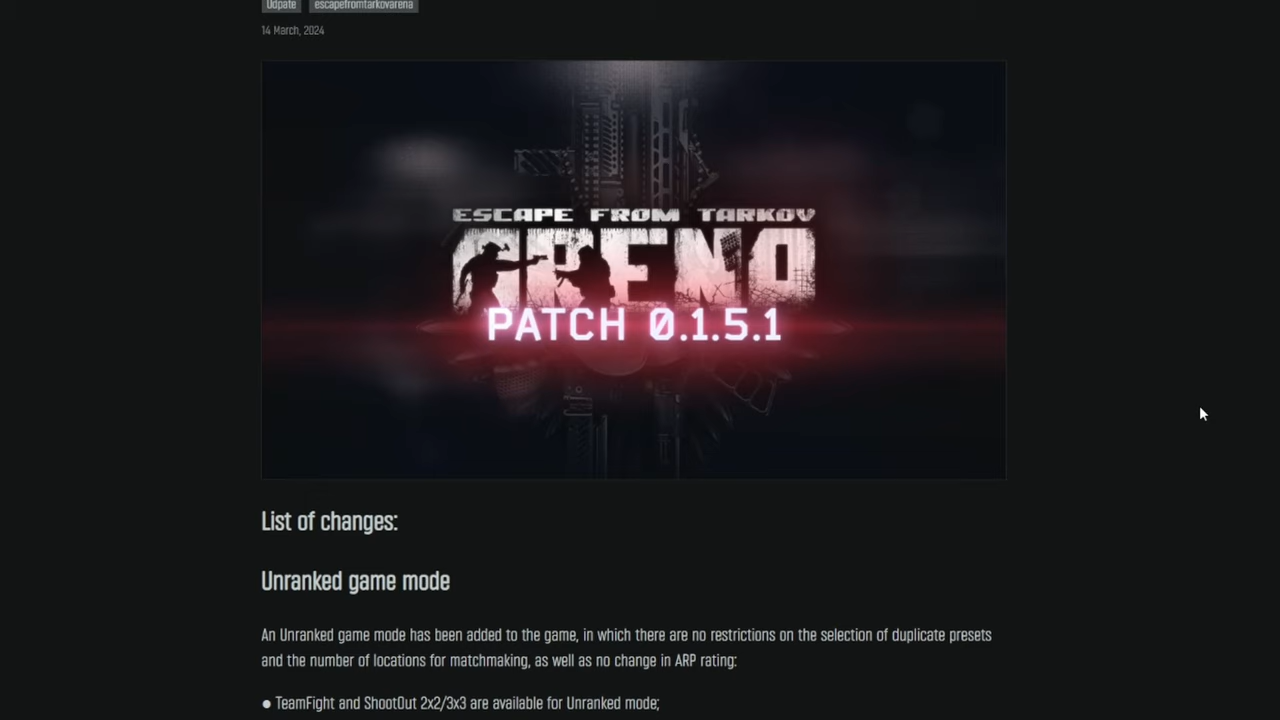 Udpate escapefromtarkovarena
14 March, 2024
ESCAPE FROM TARKOV
ARENA
PATCH 0.1.5.1
List of changes:
Unranked game mode
An Unranked game mode has been added to the game, in which there are no restrictions on the selection of duplicate presets
and the number of locations for matchmaking, as well as no change in ARP rating:
● TeamFight and ShootOut 2x2/3x3 are available for Unranked mode;